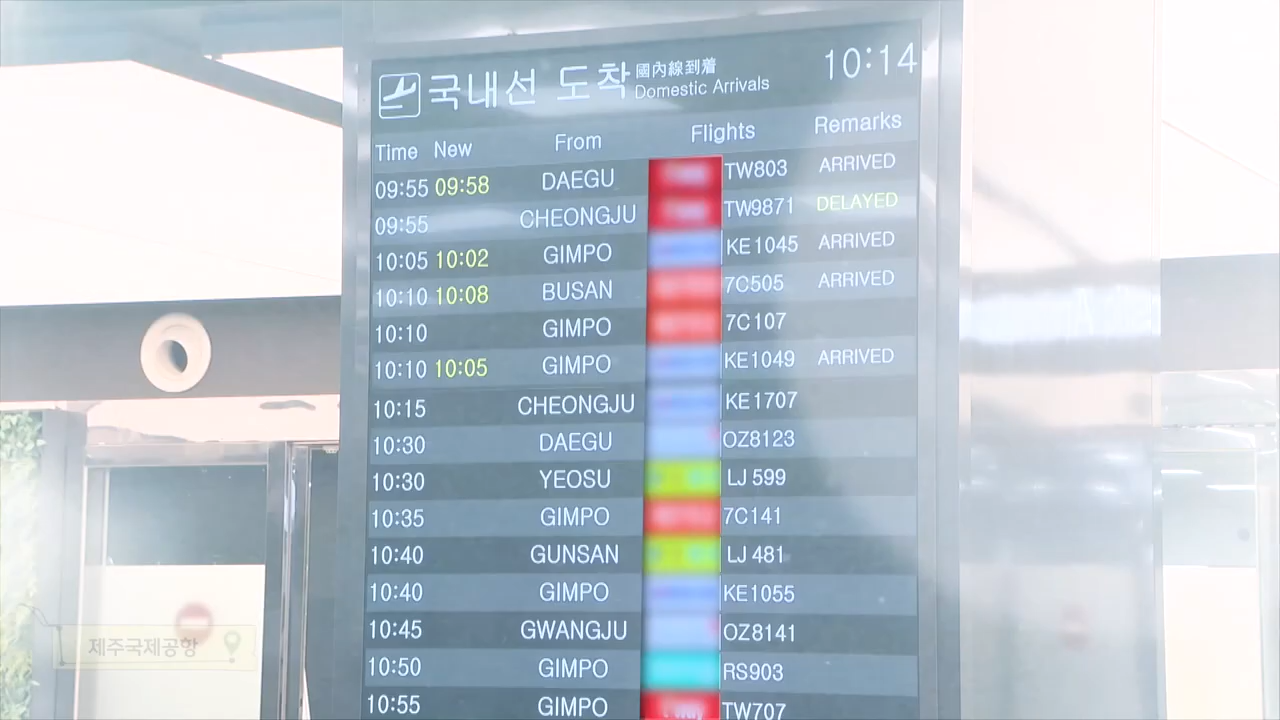 국내선 도착 國內線到着 Domestic Arrivals 10:14
Time New From Flights Remarks
09:55 09:58 DAEGU TW803 ARRIVED
09:55 CHEONGJU TW9871 DELAYED
10:05 10:02 GIMPO KE1045 ARRIVED
10:10 10:08 BUSAN 7C505 ARRIVED
10:10 GIMPO 7C107
10:10 10:05 GIMPO KE1049 ARRIVED
10:15 CHEONGJU KE1707
10:30 DAEGU OZ8123
10:30 YEOSU LJ 599
10:35 GIMPO 7C141
10:40 GUNSAN LJ 481
10:40 GIMPO KE1055
10:45 GWANGJU OZ8141
10:50 GIMPO RS903
10:55 GIMPO TW707
제주국제공항